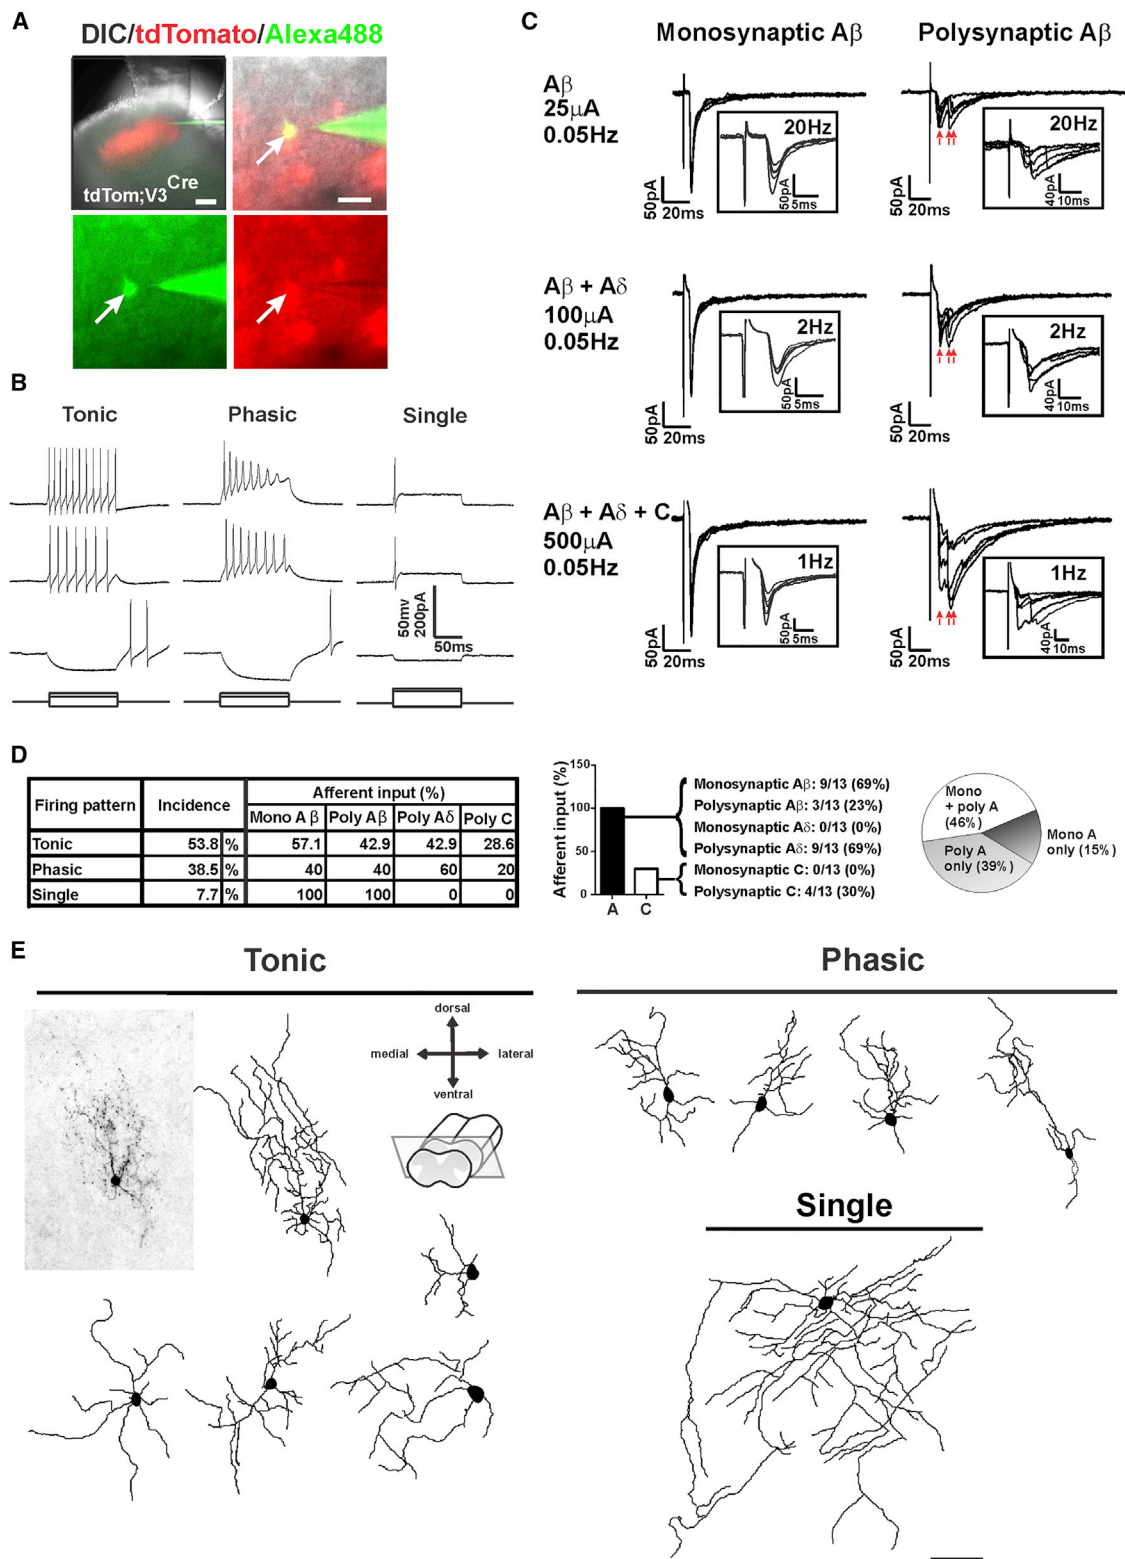 A
DIC/tdTomato/Alexa488
tdTom;V3Cre
B
Tonic
Phasic
Single
50mv
200pA
50ms
C
Monosynaptic Aβ
Polysynaptic Aβ
Aβ
25µA
0.05Hz
50pA
20ms
20Hz
50pA
5ms
50pA
20ms
20Hz
40pA
10ms
Aβ + Aδ
100µA
0.05Hz
50pA
20ms
2Hz
50pA
5ms
50pA
20ms
2Hz
40pA
10ms
Aβ + Aδ + C
500µA
0.05Hz
50pA
20ms
1Hz
50pA
5ms
50pA
20ms
1Hz
40pA
10ms
D
Firing pattern Incidence Afferent input (%)
Mono A β Poly Aβ Poly Aδ Poly C
Tonic 53.8 % 57.1 42.9 42.9 28.6
Phasic 38.5 % 40 40 60 20
Single 7.7 % 100 100 0 0
Afferent input (%)
150
100
50
0
A C
Monosynaptic Aβ: 9/13 (69%)
Polysynaptic Aβ: 3/13 (23%)
Monosynaptic Aδ: 0/13 (0%)
Polysynaptic Aδ: 9/13 (69%)
Monosynaptic C: 0/13 (0%)
Polysynaptic C: 4/13 (30%)
Mono
+ poly A
(46%)
Poly A
only (39%)
Mono A
only (15%)
E
Tonic
dorsal
medial
lateral
ventral
Phasic
Single